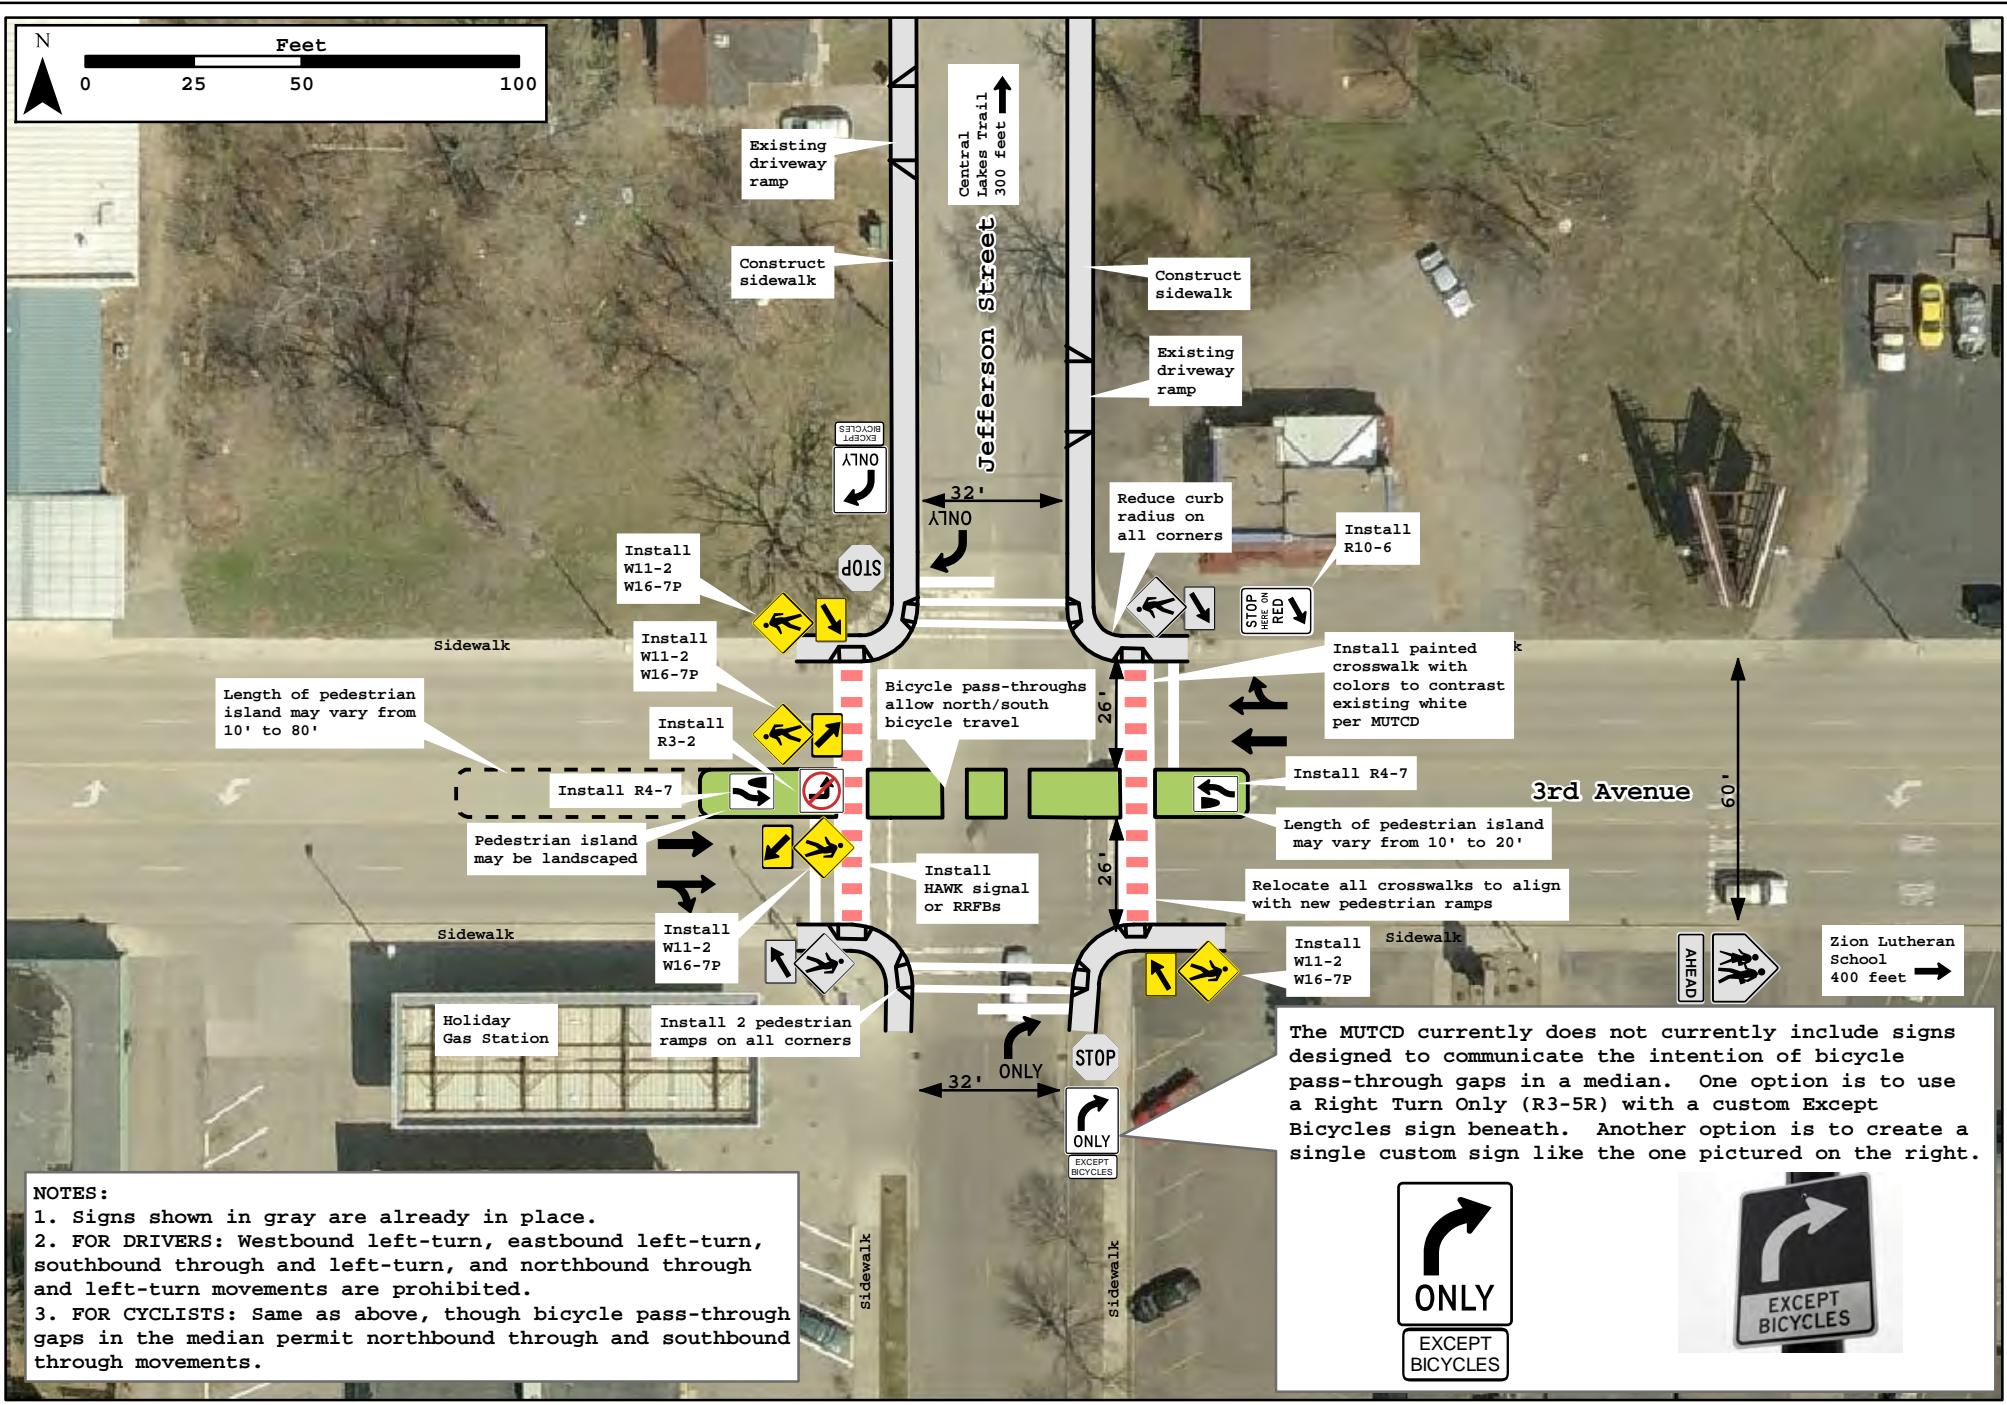 N
Feet
0 25 50 100
Central
Lakes Trail
300 feet
Existing
driveway
ramp
Construct
sidewalk
Jefferson Street
Construct
sidewalk
Existing
driveway
ramp
EXCEPT
BICYCLES
ONLY
32'
ONLY
STOP
Reduce curb
radius on
all corners
Install
R10-6
STOP
HERE ON
RED
Install
W11-2
W16-7P
Sidewalk
Install
W11-2
W16-7P
Install painted
crosswalk with
colors to contrast
existing white
per MUTCD
k
Length of pedestrian
island may vary from
10' to 80'
Install
R3-2
Bicycle pass-throughs
allow north/south
bicycle travel
26'
Install R4-7
Install R4-7
3rd Avenue
60'
Pedestrian island
may be landscaped
Length of pedestrian island
may vary from 10' to 20'
Install
HAWK signal
or RRFBs
26'
Relocate all crosswalks to align
with new pedestrian ramps
Sidewalk
Install
W11-2
W16-7P
Install
W11-2
W16-7P
Sidewalk
AHEAD
Zion Lutheran
School
400 feet
Holiday
Gas Station
Install 2 pedestrian
ramps on all corners
ONLY
STOP
32'
ONLY
EXCEPT
BICYCLES
The MUTCD currently does not currently include signs
designed to communicate the intention of bicycle
pass-through gaps in a median. One option is to use
a Right Turn Only (R3-5R) with a custom Except
Bicycles sign beneath. Another option is to create a
single custom sign like the one pictured on the right.
ONLY
EXCEPT
BICYCLES
EXCEPT
BICYCLES
Sidewalk
Sidewalk
NOTES:
1. Signs shown in gray are already in place.
2. FOR DRIVERS: Westbound left-turn, eastbound left-turn,
southbound through and left-turn, and northbound through
and left-turn movements are prohibited.
3. FOR CYCLISTS: Same as above, though bicycle pass-through
gaps in the median permit northbound through and southbound
through movements.